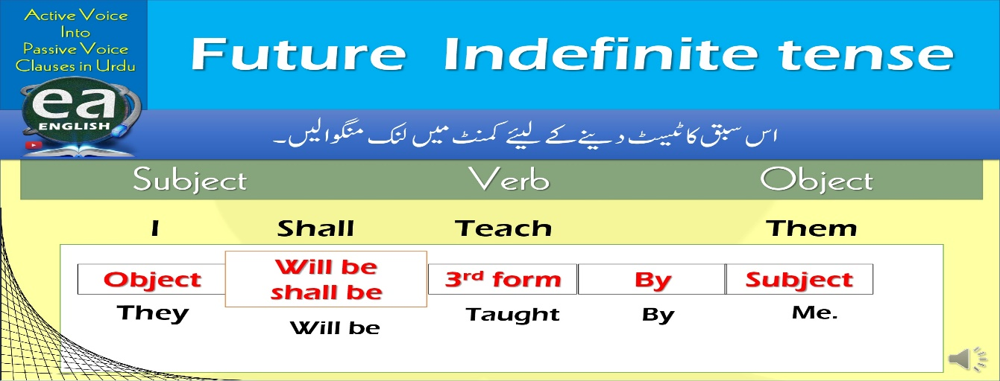 Active Voice
Into
Passive Voice
Clauses in Urdu
ea
ENGLISH
Future Indefinite tense
اس سبق کا ٹیسٹ دینے کے لیئے کمنٹ میں لنک منگوالیں۔
Subject Verb Object
I Shall Teach Them
Object Will be shall be 3rd form By Subject
They Will be Taught By Me.